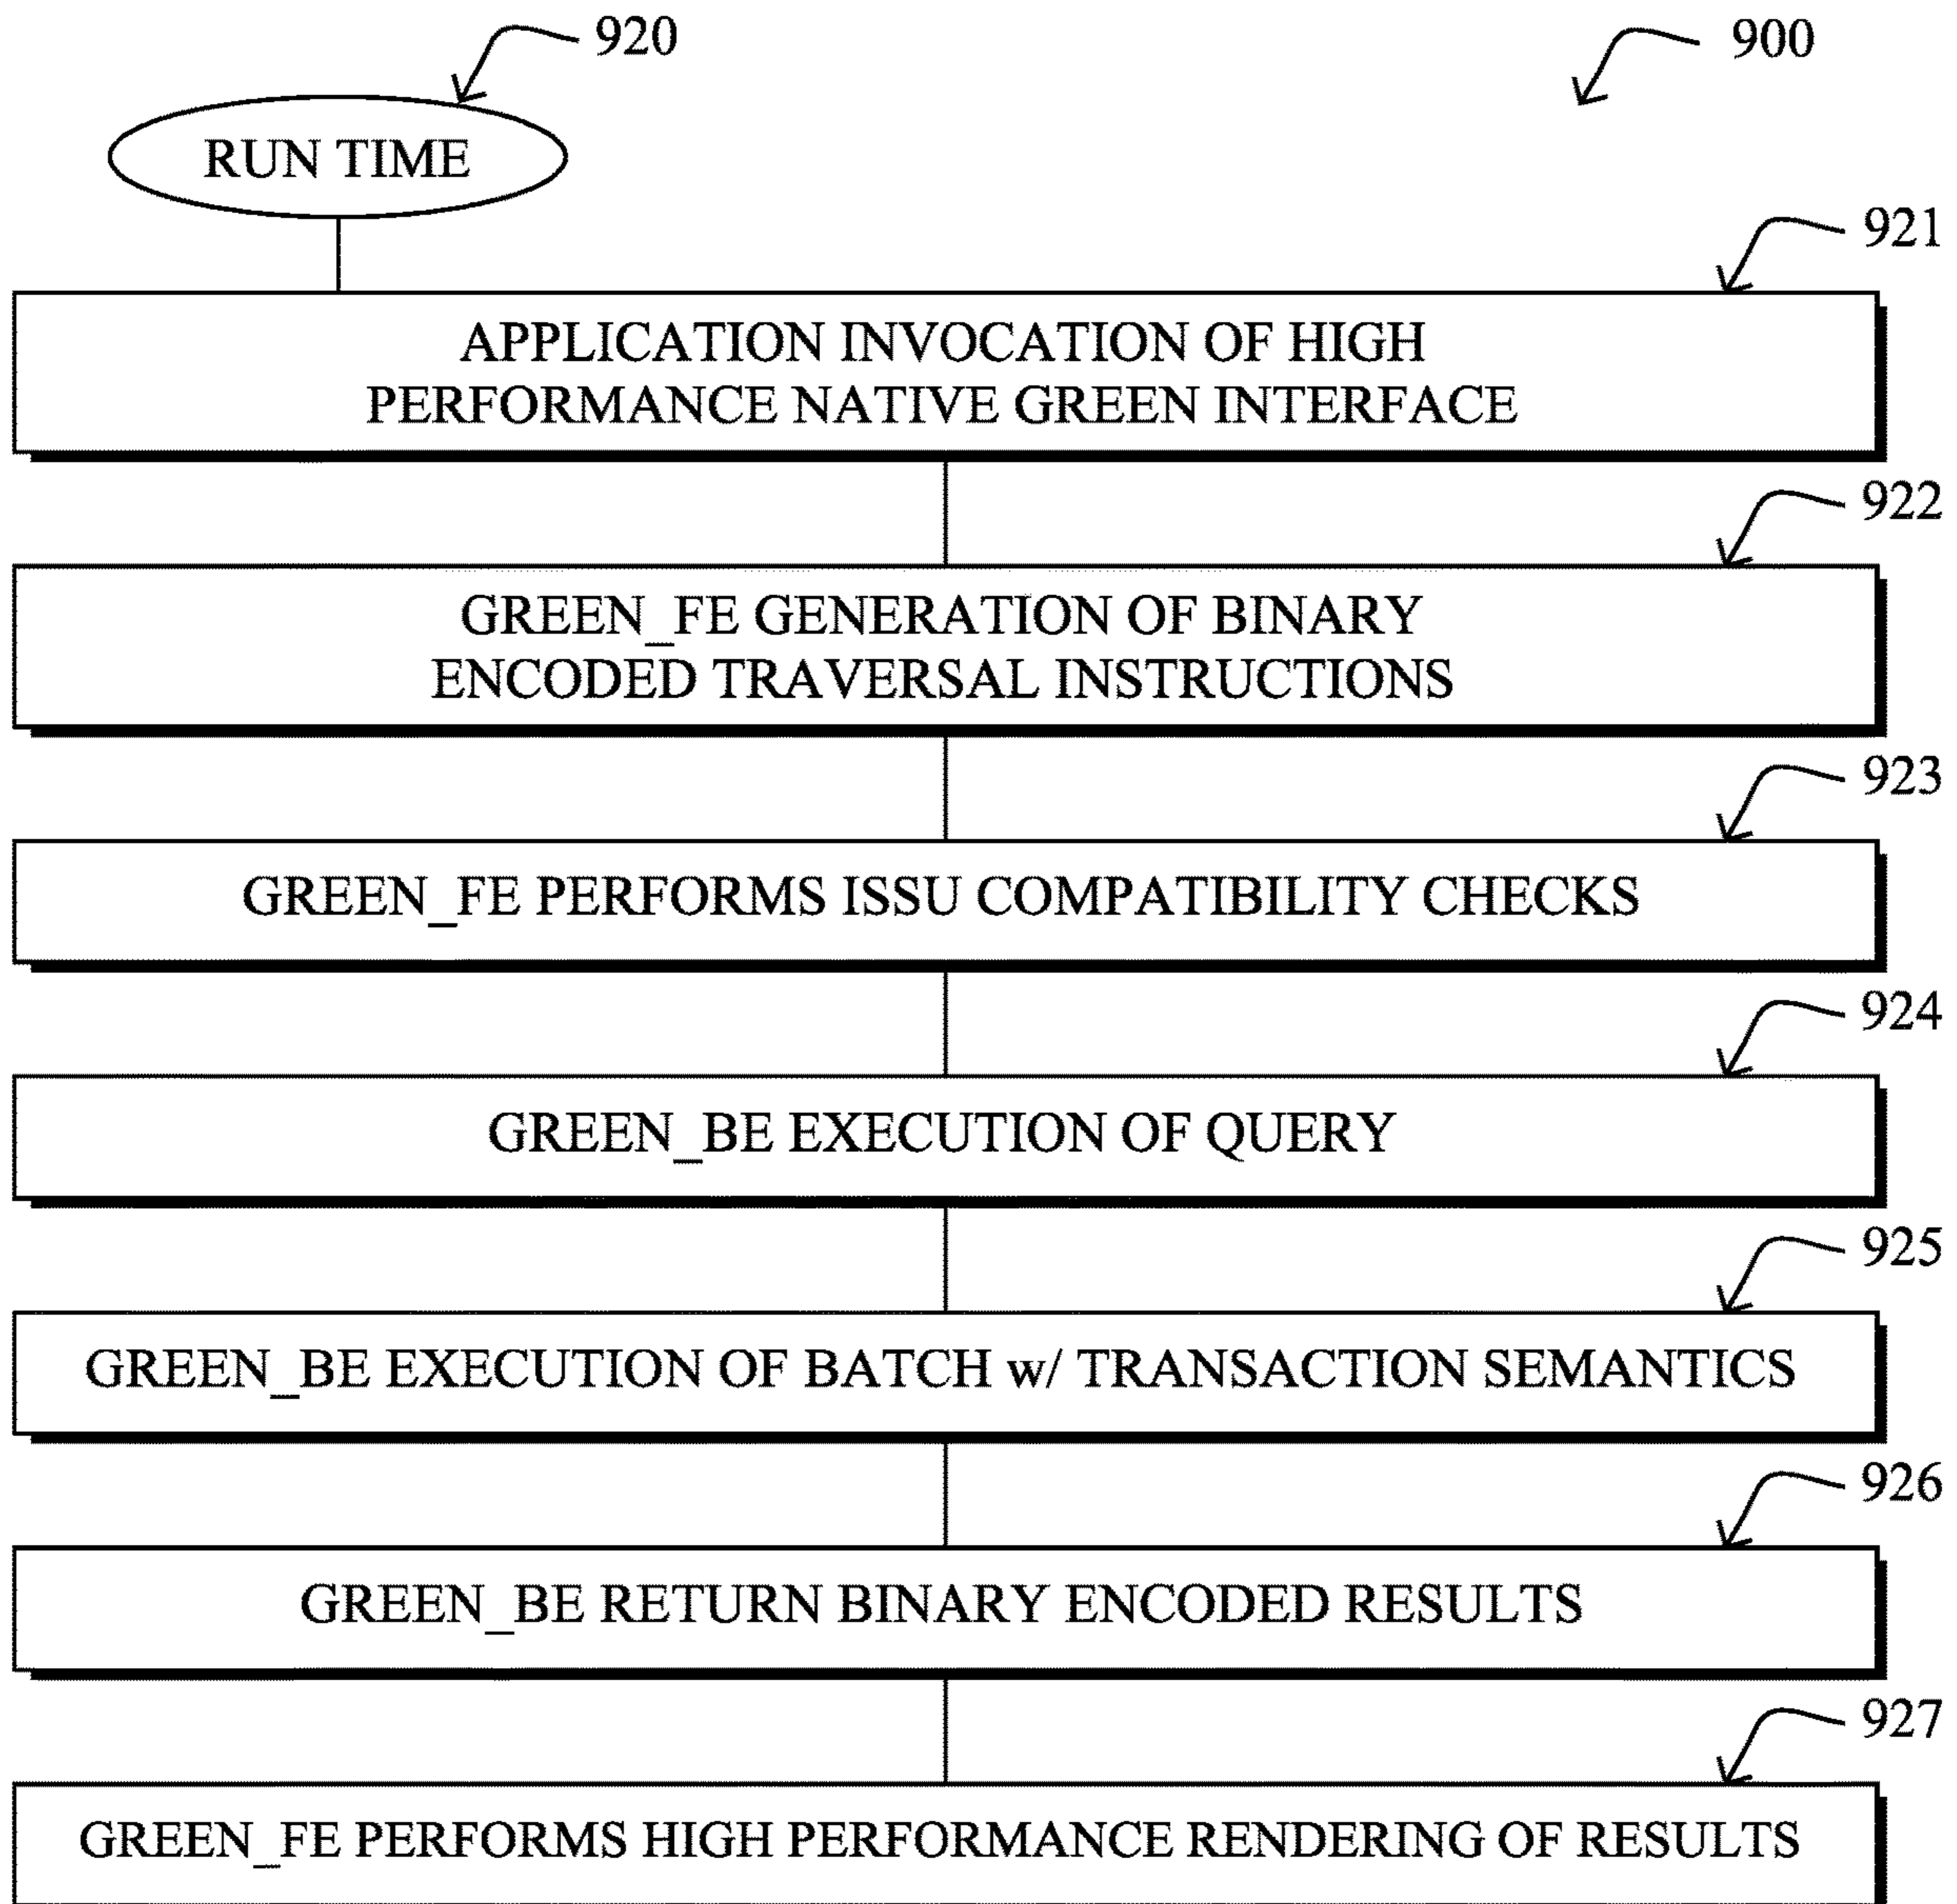 920
900
RUN TIME
921
APPLICATION INVOCATION OF HIGH
PERFORMANCE NATIVE GREEN INTERFACE
922
GREEN_FE GENERATION OF BINARY
ENCODED TRAVERSAL INSTRUCTIONS
923
GREEN_FE PERFORMS ISSU COMPATIBILITY CHECKS
924
GREEN_BE EXECUTION OF QUERY
925
GREEN_BE EXECUTION OF BATCH w/ TRANSACTION SEMANTICS
926
GREEN_BE RETURN BINARY ENCODED RESULTS
927
GREEN_FE PERFORMS HIGH PERFORMANCE RENDERING OF RESULTS